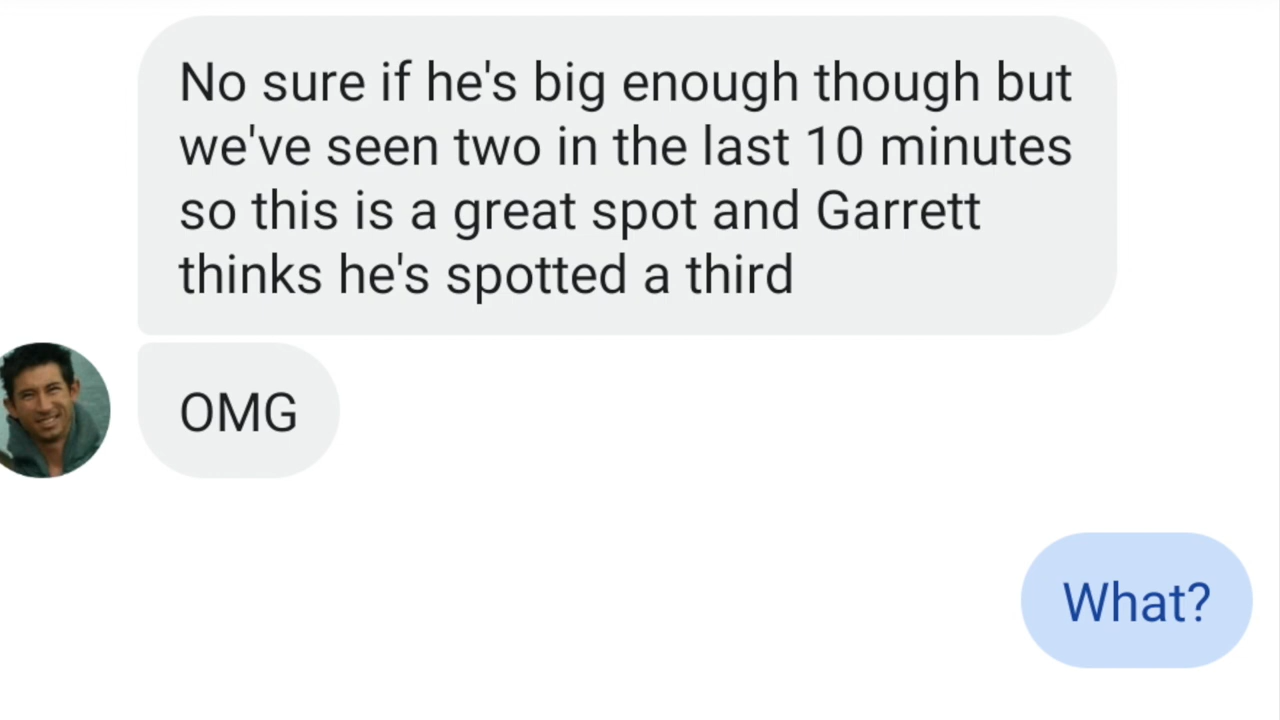 No sure if he's big enough though but
we've seen two in the last 10 minutes
so this is a great spot and Garrett
thinks he's spotted a third
OMG
What?